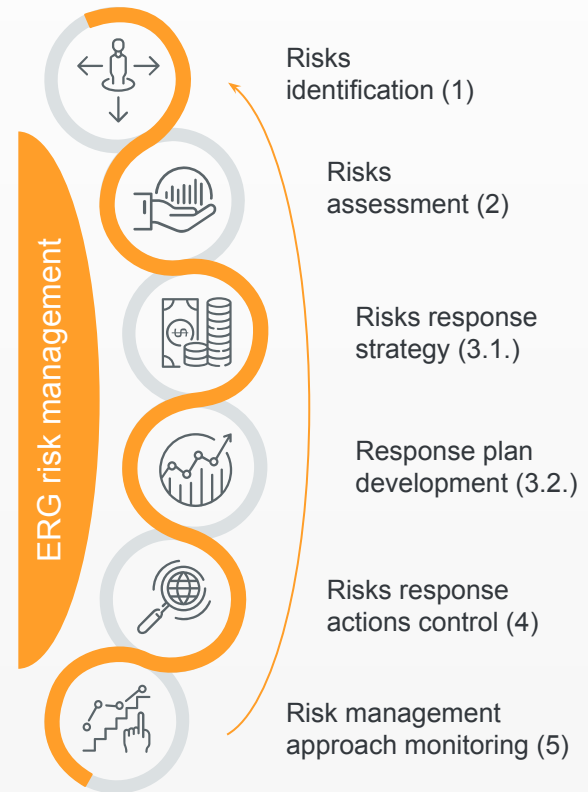 ERG risk management
Risks
identification (1)
Risks
assessment (2)
Risks response
strategy (3.1.)
Response plan
development (3.2.)
Risks response
actions control (4)
Risk management
approach monitoring (5)
$